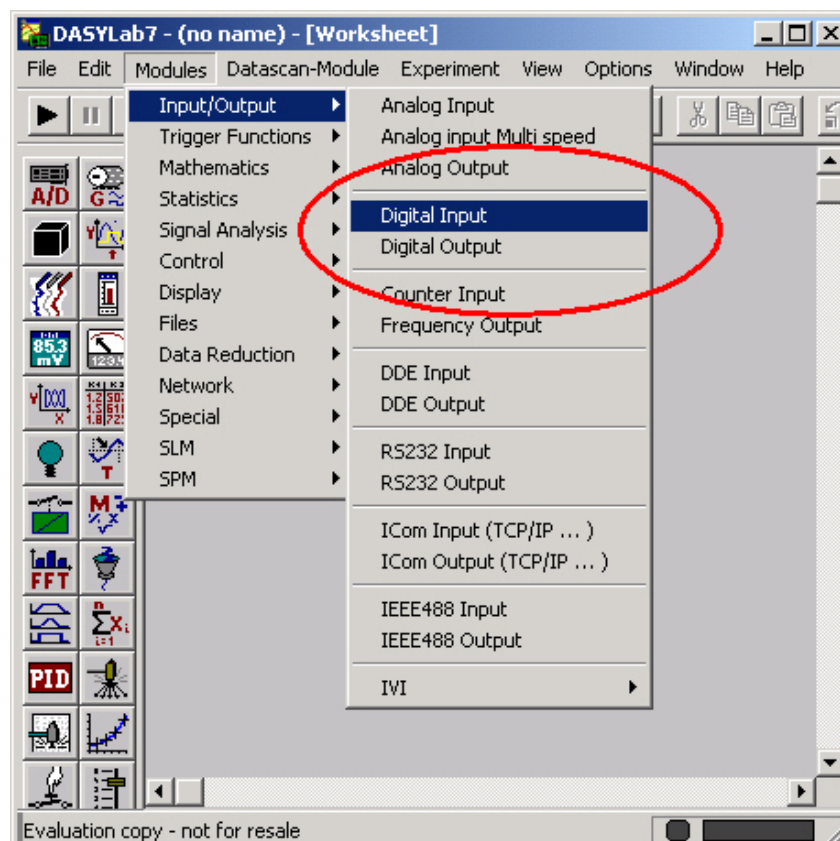 DASYLab7 - (no name) - [Worksheet]
File Edit Modules Datascan-Module Experiment View Options Window Help
Input/Output
Trigger Functions
Mathematics
Statistics
Signal Analysis
Control
Display
Files
Data Reduction
Network
Special
SLM
SPM
Analog Input
Analog input Multi speed
Analog Output
Digital Input
Digital Output
Counter Input
Frequency Output
DDE Input
DDE Output
RS232 Input
RS232 Output
ICom Input (TCP/IP ... )
ICom Output (TCP/IP ... )
IEEE488 Input
IEEE488 Output
IVI
A/D
G
85.3
mV
123.4
Y
X
T
M
FFT
n
Σxi
i=1
PID
Evaluation copy - not for resale